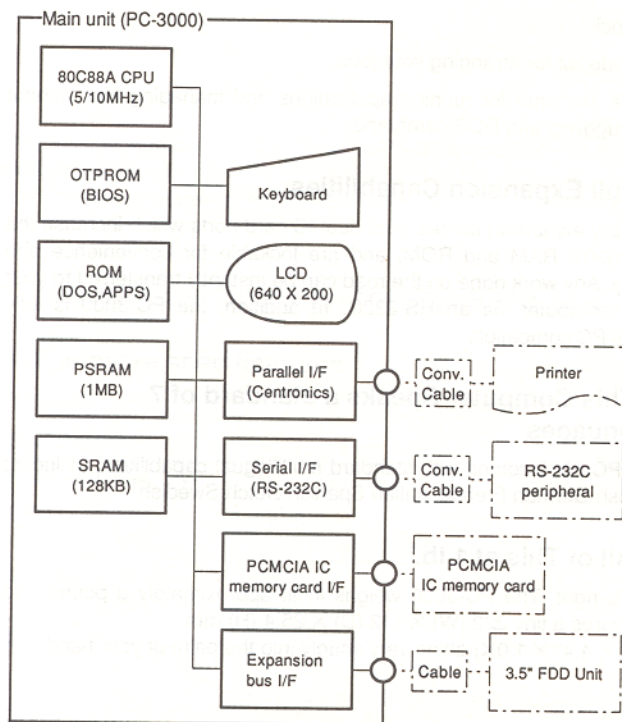 Main unit (PC-3000)
80C88A CPU
(5/10MHz)
OTPROM
(BIOS)
Keyboard
ROM
(DOS/APPS)
LCD
(640 X 200)
PSRAM
(1MB)
Parallel I/F
(Centronics)
Conv.
Cable
Printer
SRAM
(128KB)
Serial I/F
(RS-232C)
Conv.
Cable
RS-232C
peripheral
PCMCIA IC
memory card I/F
PCMCIA
IC memory card
Expansion
bus I/F
Cable
3.5" FDD Unit